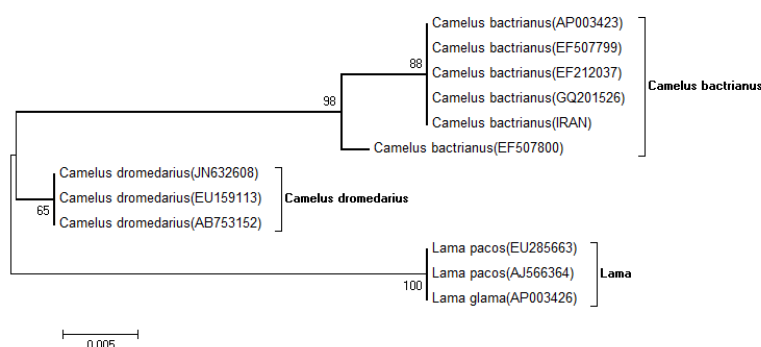 Camelus bactrianus(AP003423)
Camelus bactrianus(EF507799)
88
Camelus bactrianus(EF212037)
Camelus bactrianus
98
Camelus bactrianus(GQ201526)
Camelus bactrianus(IRAN)
Camelus bactrianus(EF507800)
Camelus dromedarius(JN632608)
Camelus dromedarius(EU159113)
Camelus dromedarius
65
Camelus dromedarius(AB753152)
Lama pacos(EU285663)
Lama pacos(AJ566364)
Lama
100
Lama glama(AP003426)
0.005